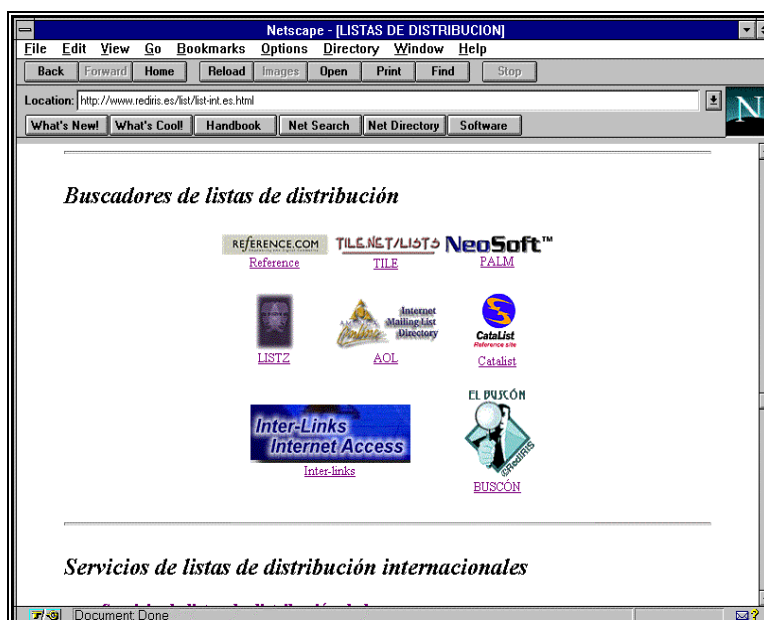 Netscape - [LISTAS DE DISTRIBUCION]
File Edit View Go Bookmarks Options Directory Window Help
Back Forward Home Reload Images Open Print Find Stop
Location: http://www.rediris.es/list/list-int.es.html
N
What's New! What's Cool! Handbook Net Search Net Directory Software
Buscadores de listas de distribución
REFERENCE.COM TILE.NET/LISTS NeoSoft™
Reference TILE PALM
Internet
Mailing-List
Directory
CataList
Reference site
LISTZ AOL Catalist
EL BUSCÓN
Inter-Links
Internet Access
©RedIRIS
Inter-links
BUSCÓN
Servicios de listas de distribución internacionales
Document: Done